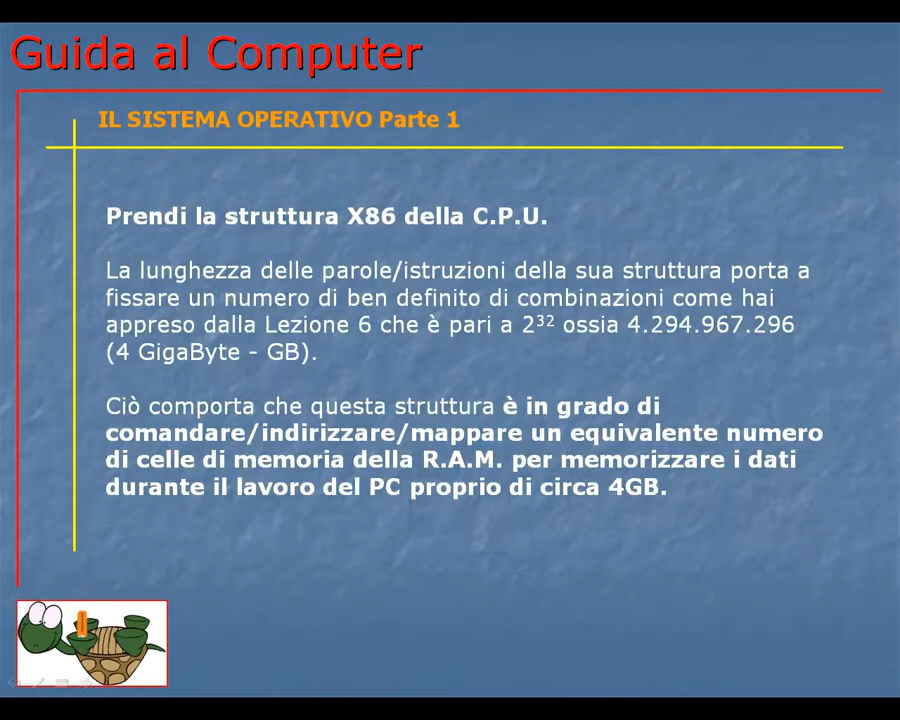 Guida al Computer
IL SISTEMA OPERATIVO Parte 1
Prendi la struttura X86 della C.P.U.
La lunghezza delle parole/istruzioni della sua struttura porta a
fissare un numero di ben definito di combinazioni come hai
appreso dalla Lezione 6 che è pari a 2³² ossia 4.294.967.296
(4 GigaByte - GB).
Ciò comporta che questa struttura è in grado di
comandare/indirizzare/mappare un equivalente numero
di celle di memoria della R.A.M. per memorizzare i dati
durante il lavoro del PC proprio di circa 4GB.